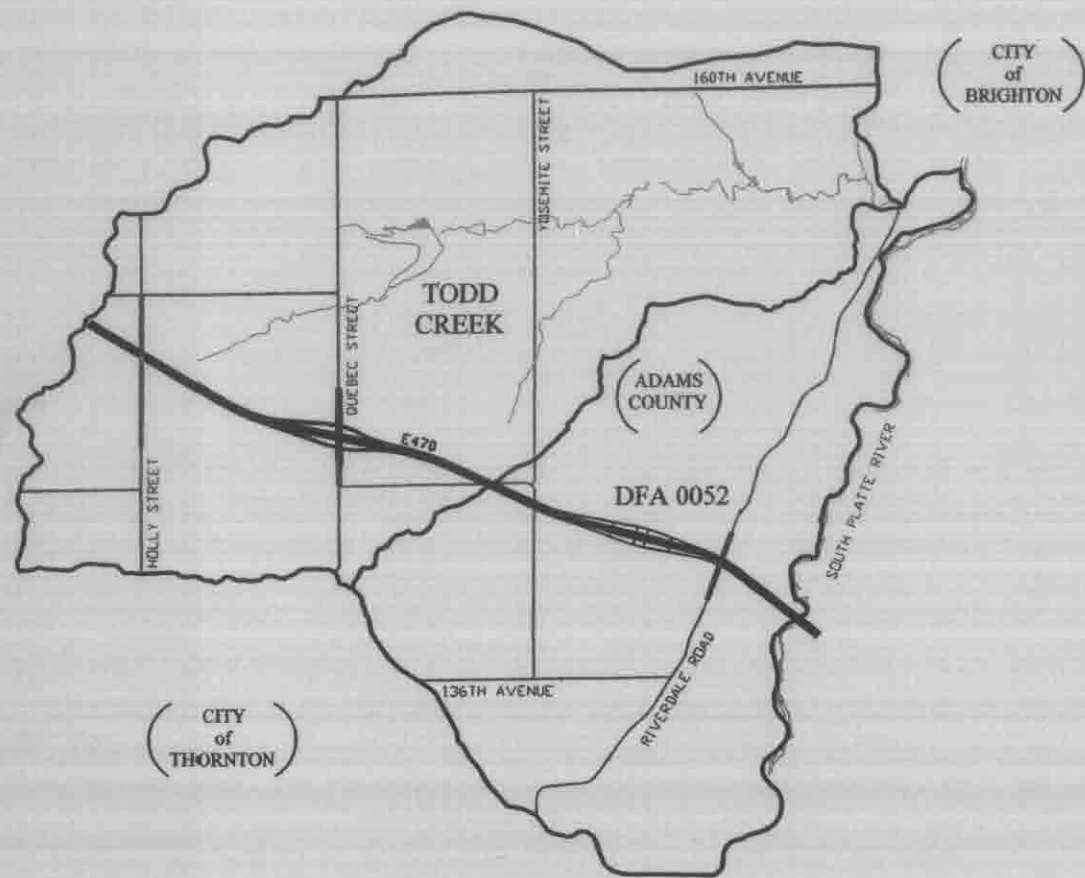 CITY
of
BRIGHTON
160TH AVENUE
YOSEMITE STREET
TODD
CREEK
QUEBEC STREET
ADAMS
COUNTY
E470
DFA 0052
HOLLY STREET
SOUTH PLATTE RIVER
136TH AVENUE
RIVERDALE ROAD
CITY
of
THORNTON